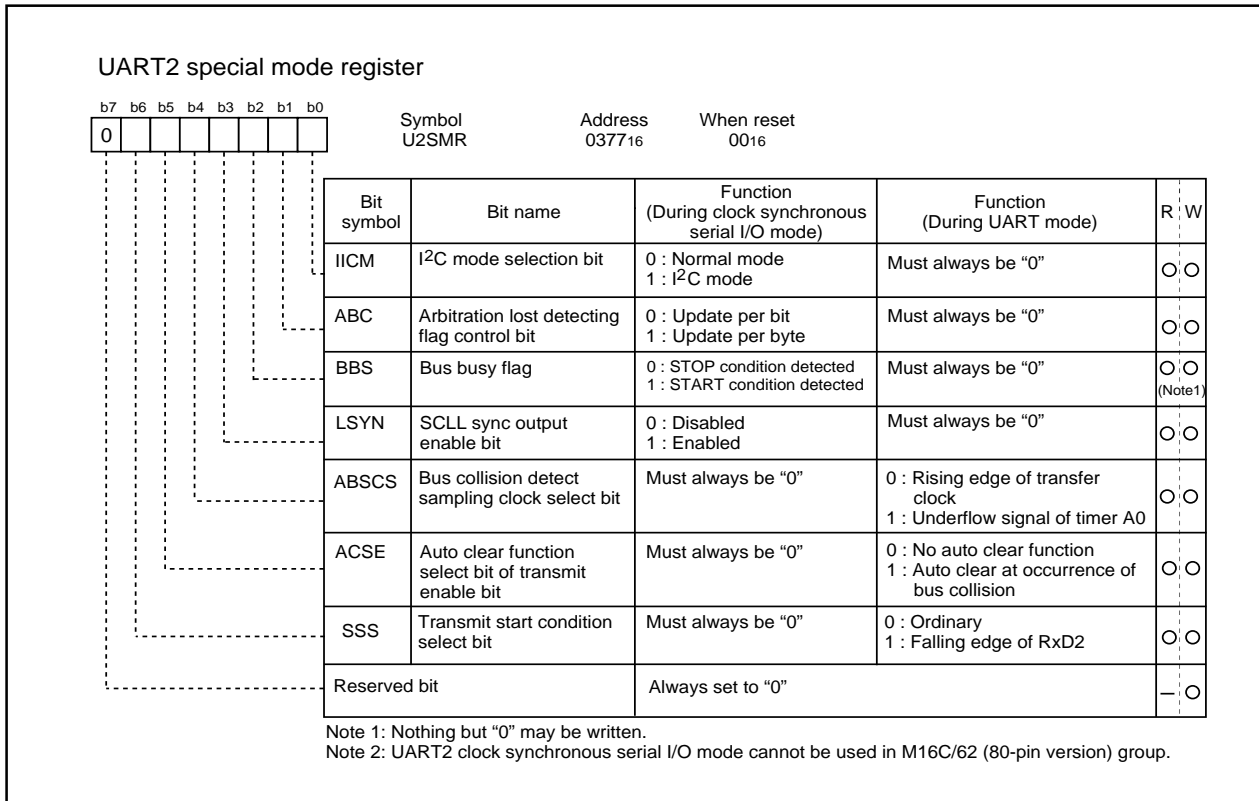 UART2 special mode register
b7 b6 b5 b4 b3 b2 b1 b0
Symbol Address When reset
U2SMR 037716 0016
0
Bit symbol
Bit name
Function
(During clock synchronous
serial I/O mode)
Function
(During UART mode)
R W
IICM
I2C mode selection bit
0 : Normal mode
1 : I2C mode
Must always be “0”
ABC
Arbitration lost detecting
flag control bit
0 : Update per bit
1 : Update per byte
Must always be “0”
BBS
Bus busy flag
0 : STOP condition detected
1 : START condition detected
Must always be “0”
(Note1)
LSYN
SCLL sync output
enable bit
0 : Disabled
1 : Enabled
Must always be “0”
ABSCS
Bus collision detect
sampling clock select bit
Must always be “0”
0 : Rising edge of transfer
clock
1 : Underflow signal of timer A0
ACSE
Auto clear function
select bit of transmit
enable bit
Must always be “0”
0 : No auto clear function
1 : Auto clear at occurrence of
bus collision
SSS
Transmit start condition
select bit
Must always be “0”
0 : Ordinary
1 : Falling edge of RxD2
Reserved bit
Always set to “0”
–
Note 1: Nothing but “0” may be written.
Note 2: UART2 clock synchronous serial I/O mode cannot be used in M16C/62 (80-pin version) group.